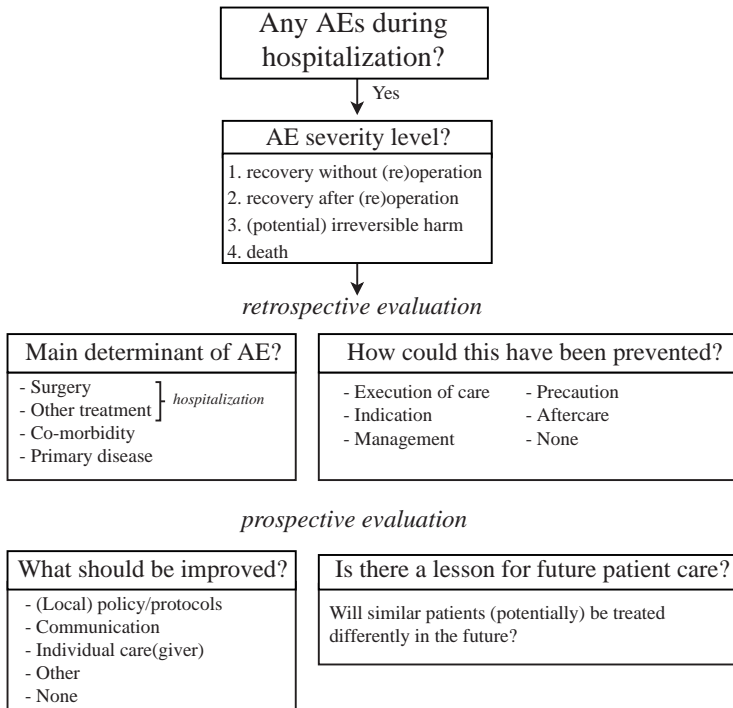 Any AEs during
hospitalization?
Yes
AE severity level?
1. recovery without (re)operation
2. recovery after (re)operation
3. (potential) irreversible harm
4. death
retrospective evaluation
Main determinant of AE?
- Surgery
- Other treatment
hospitalization
- Co-morbidity
- Primary disease
How could this have been prevented?
- Execution of care
- Indication
- Management
- Precaution
- Aftercare
- None
prospective evaluation
What should be improved?
- (Local) policy/protocols
- Communication
- Individual care(giver)
- Other
- None
Is there a lesson for future patient care?
Will similar patients (potentially) be treated
differently in the future?